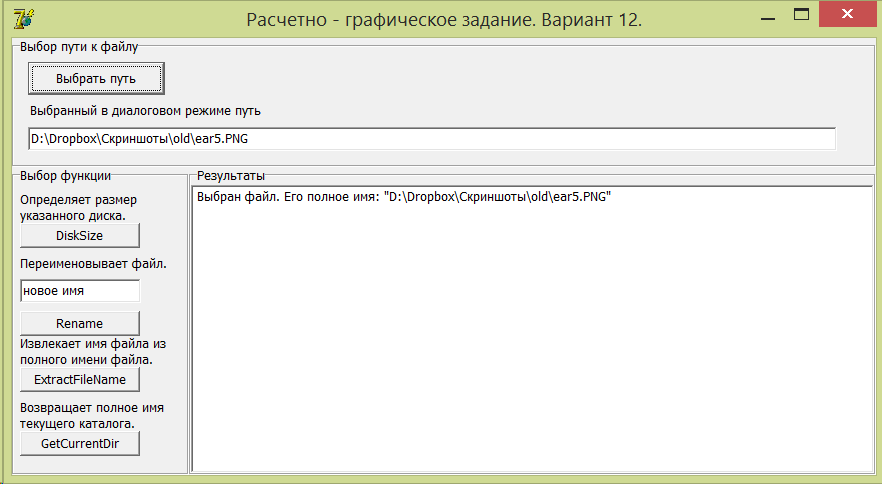 Расчетно - графическое задание. Вариант 12.
Выбор пути к файлу
Выбрать путь
Выбранный в диалоговом режиме путь
D:\Dropbox\Скриншоты\old\ear5.PNG
Выбор функции
Определяет размер
указанного диска.
DiskSize
Переименовывает файл.
новое имя
Rename
Извлекает имя файла из
полного имени файла.
ExtractFileName
Возвращает полное имя
текущего каталога.
GetCurrentDir
Результаты
Выбран файл. Его полное имя: "D:\Dropbox\Скриншоты\old\ear5.PNG"